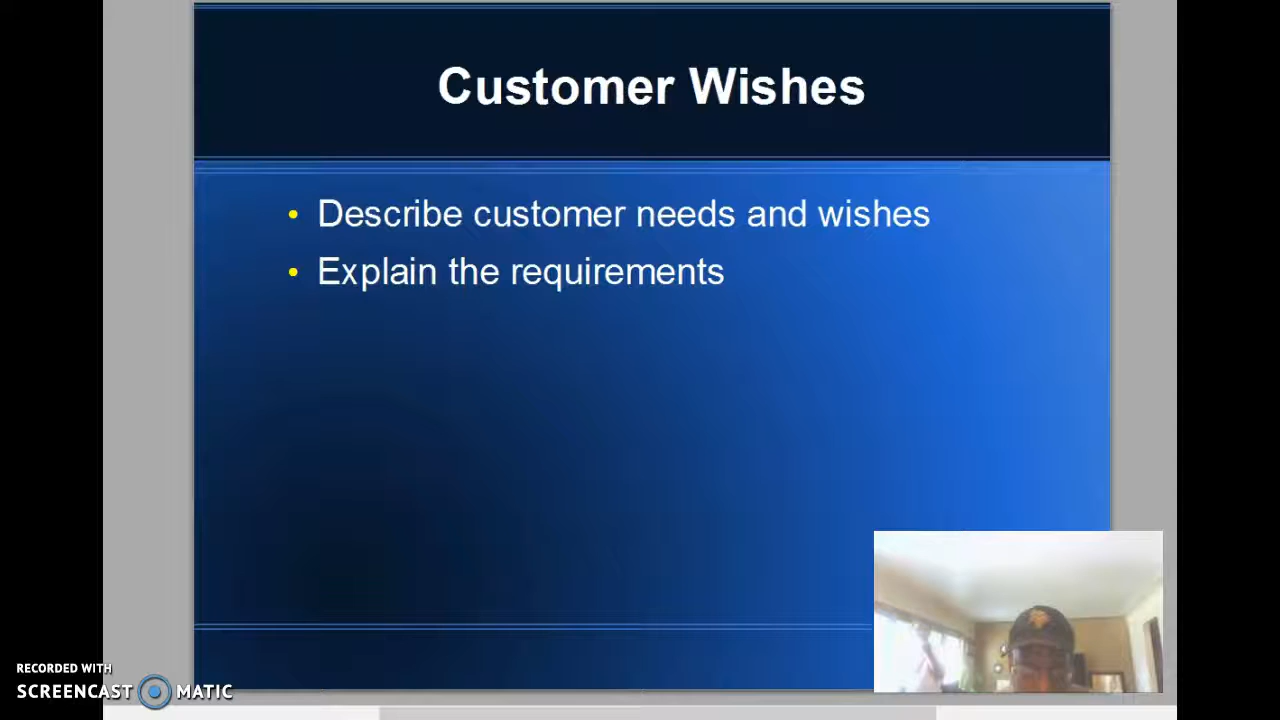 Customer Wishes
• Describe customer needs and wishes
• Explain the requirements
RECORDED WITH
SCREENCAST MATIC